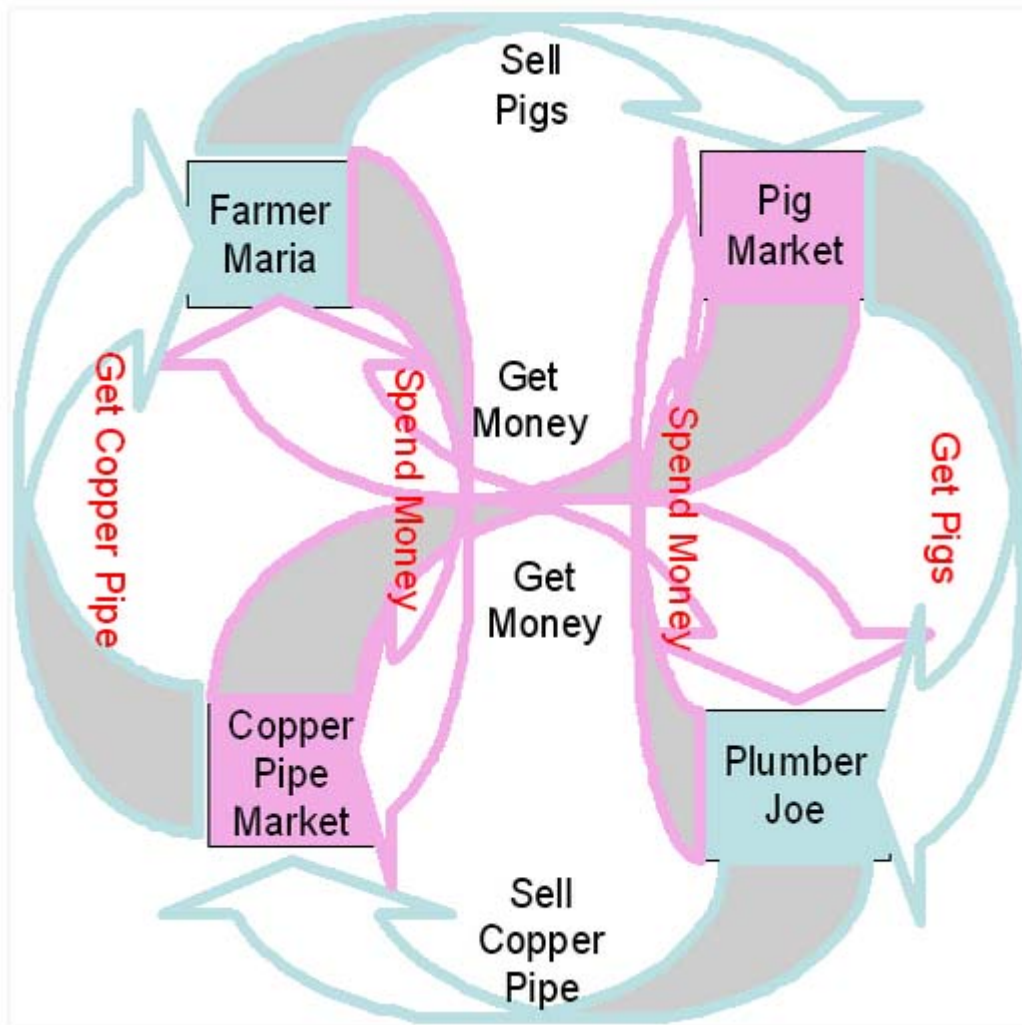 Sell
Pigs
Farmer
Maria
Pig
Market
Get Copper Pipe
Spend Money
Get
Money
Spend Money
Get Pigs
Get
Money
Copper
Pipe
Market
Plumber
Joe
Sell
Copper
Pipe